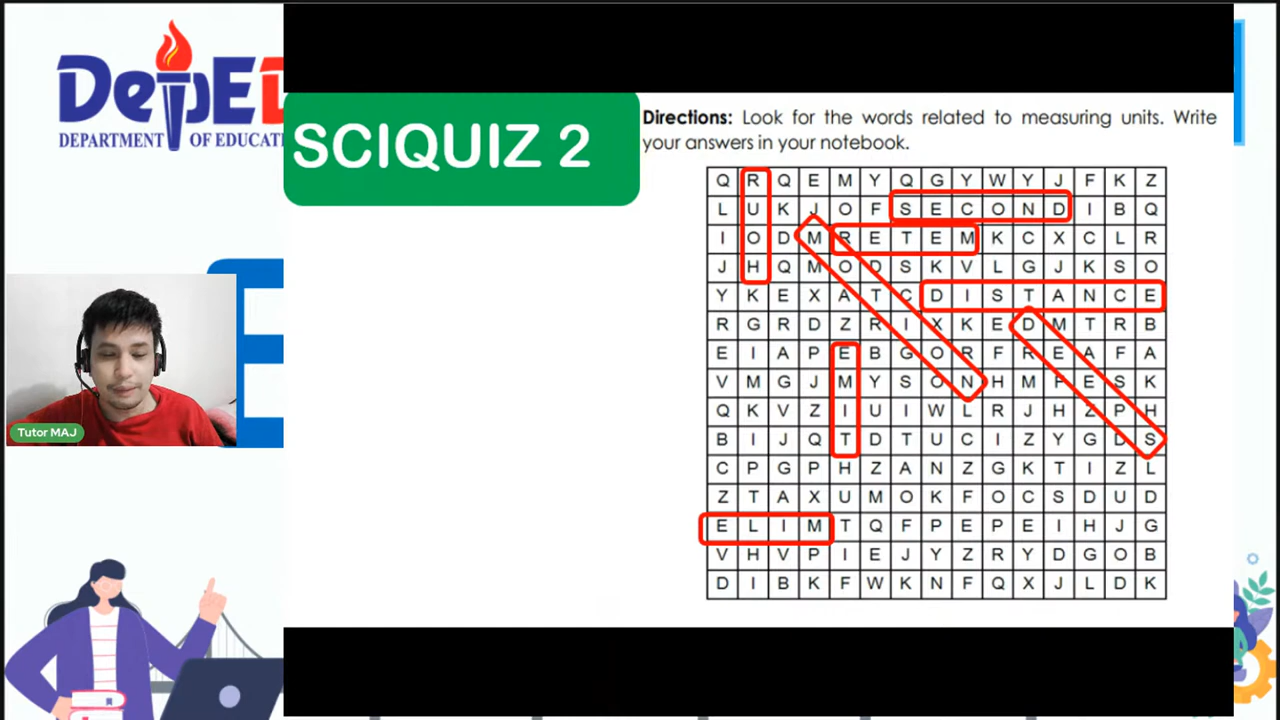 DepED
DEPARTMENT OF EDUCATI
SCIQUIZ 2
Directions: Look for the words related to measuring units. Write
your answers in your notebook.
Q R Q E M Y Q G Y W Y J F K Z
L U K J O F S E C O N D I B Q
I O D M R E T E M K C X C L R
J H Q M O D S K V L G J K S O
Y K E X A T C D I S T A N C E
R G R D Z R I X K E D M T R B
E I A P E B G O R F R E A F A
V M G J M Y S O N H M P E S K
Q K V Z I U I W L R J H Z P H
B I J Q T D T U C I Z Y G D S
C P G P H Z A N Z G K T I Z L
Z T A X U M O K F O C S D U D
E L I M T Q F P E P E I H J G
V H V P I E J Y Z R Y D G O B
D I B K F W K N F Q X J L D K
Tutor MAJ